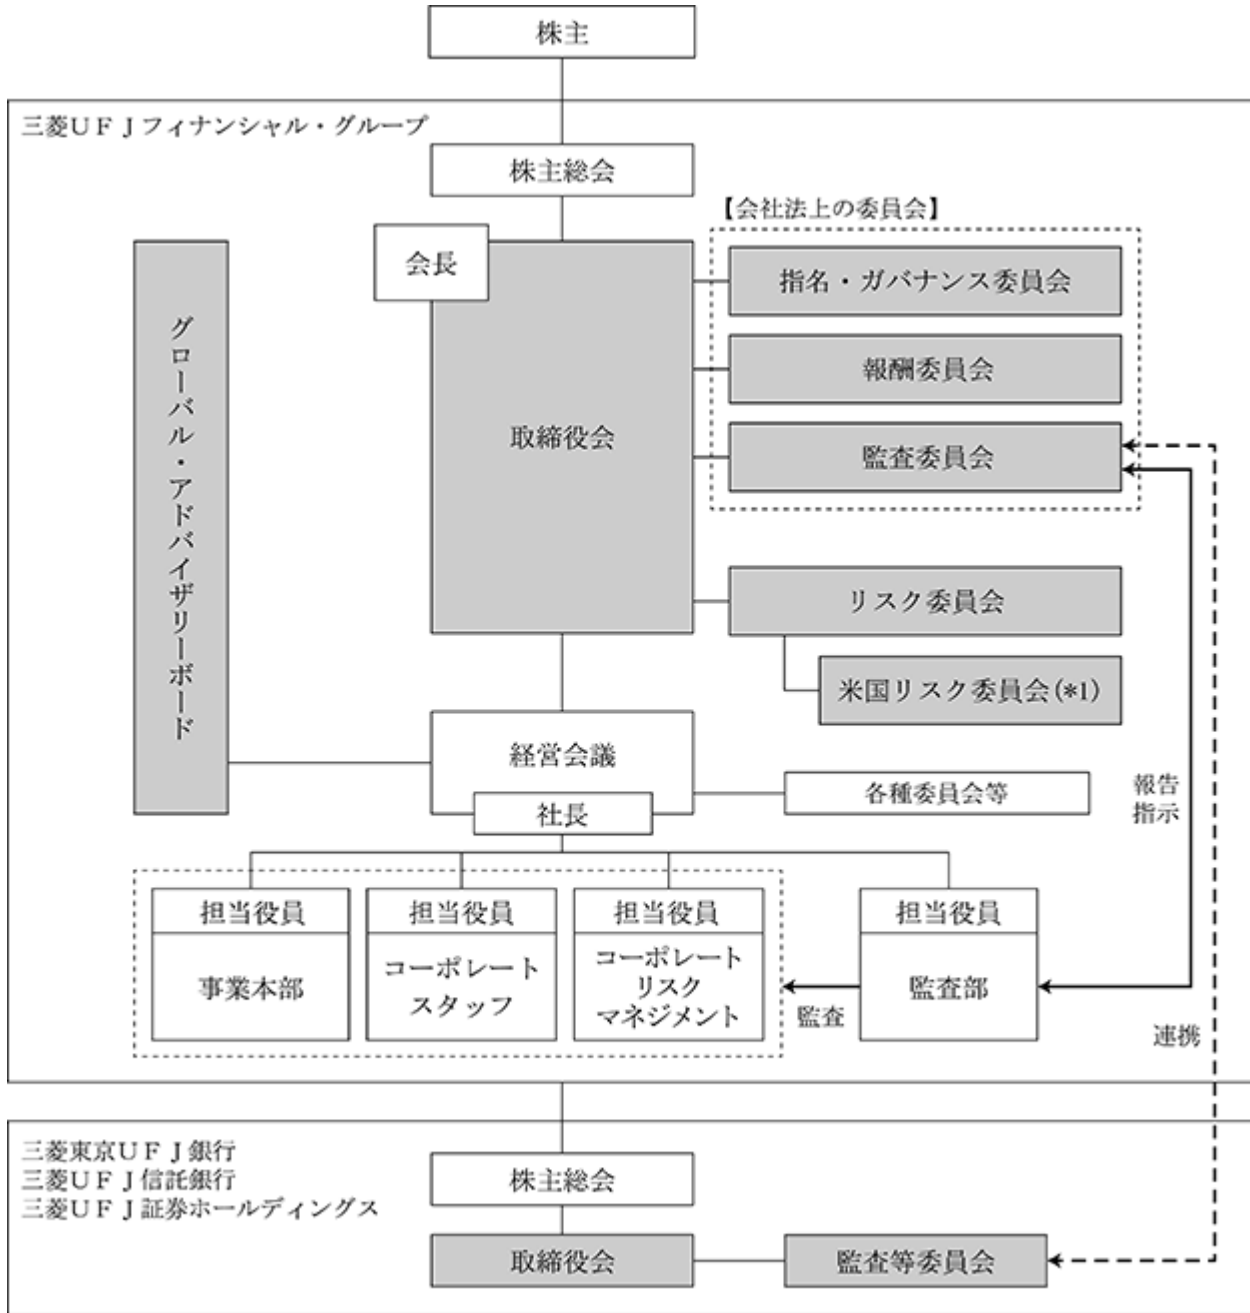 株主
三菱UFJフィナンシャル・グループ
株主総会
【会社法上の委員会】
会長
取締役会
指名・ガバナンス委員会
報酬委員会
監査委員会
グローバル・アドバイザリーボード
リスク委員会
米国リスク委員会(*1)
経営会議
社長
各種委員会等
報告
指示
担当役員
事業本部
担当役員
コーポレート
スタッフ
担当役員
コーポレート
リスク
マネジメント
監査
担当役員
監査部
連携
三菱東京UFJ銀行
三菱UFJ信託銀行
三菱UFJ証券ホールディングス
株主総会
取締役会
監査等委員会